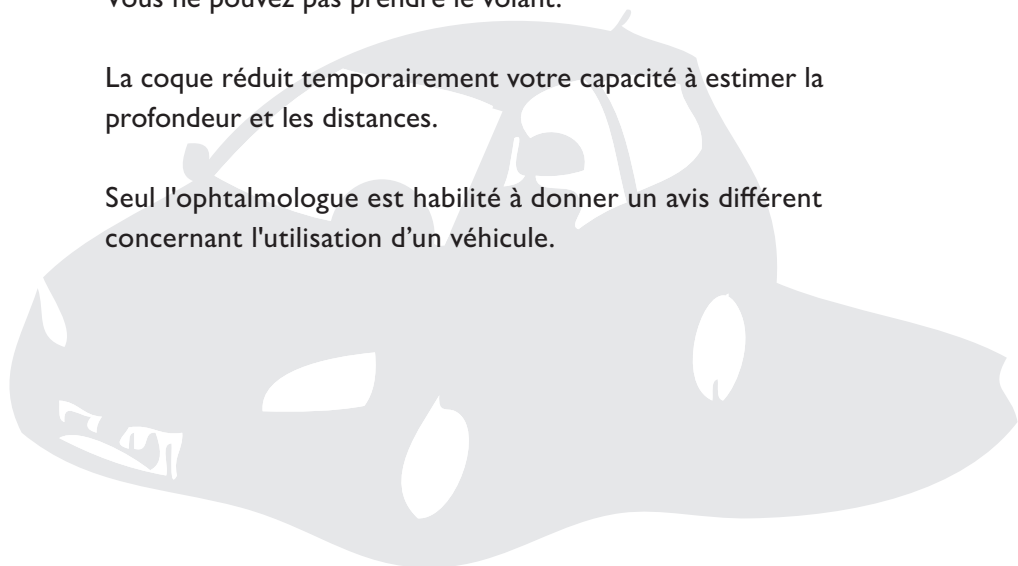 Vous ne pouvez pas prendre le volant.
La coque réduit temporairement votre capacité à estimer la
profondeur et les distances.
Seul l'ophtalmologue est habilité à donner un avis différent
concernant l'utilisation d’un véhicule.